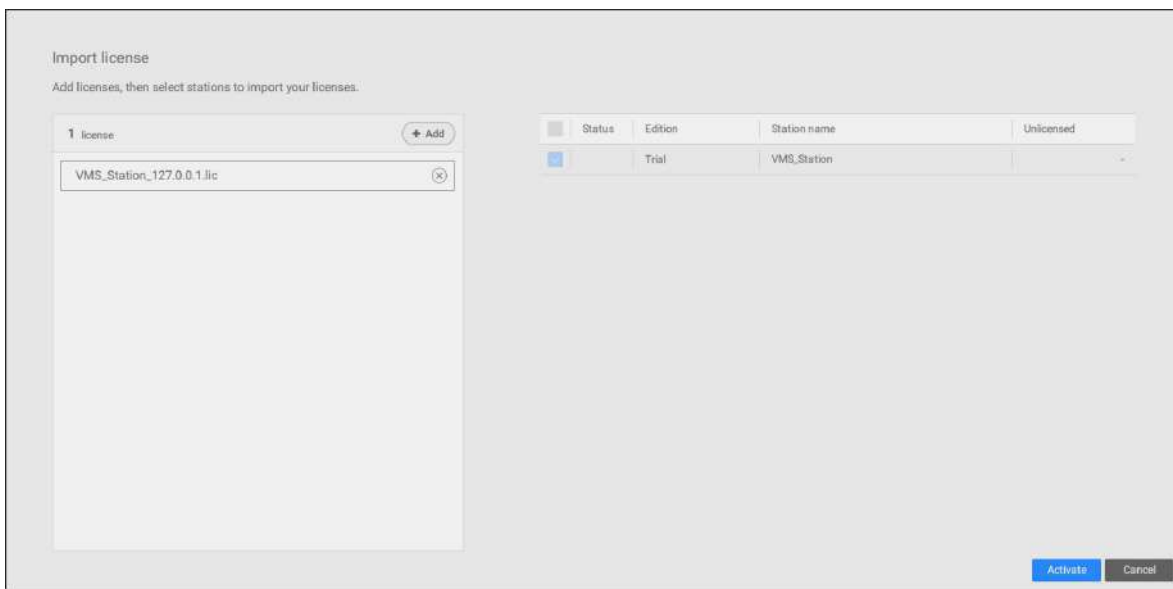 Import license
Add licenses, then select stations to import your licenses.
1 license
+ Add
VMS_Station_127.0.0.1.lic
Status Edition Station name Unlicensed
Trial VMS_Station -
Activate Cancel